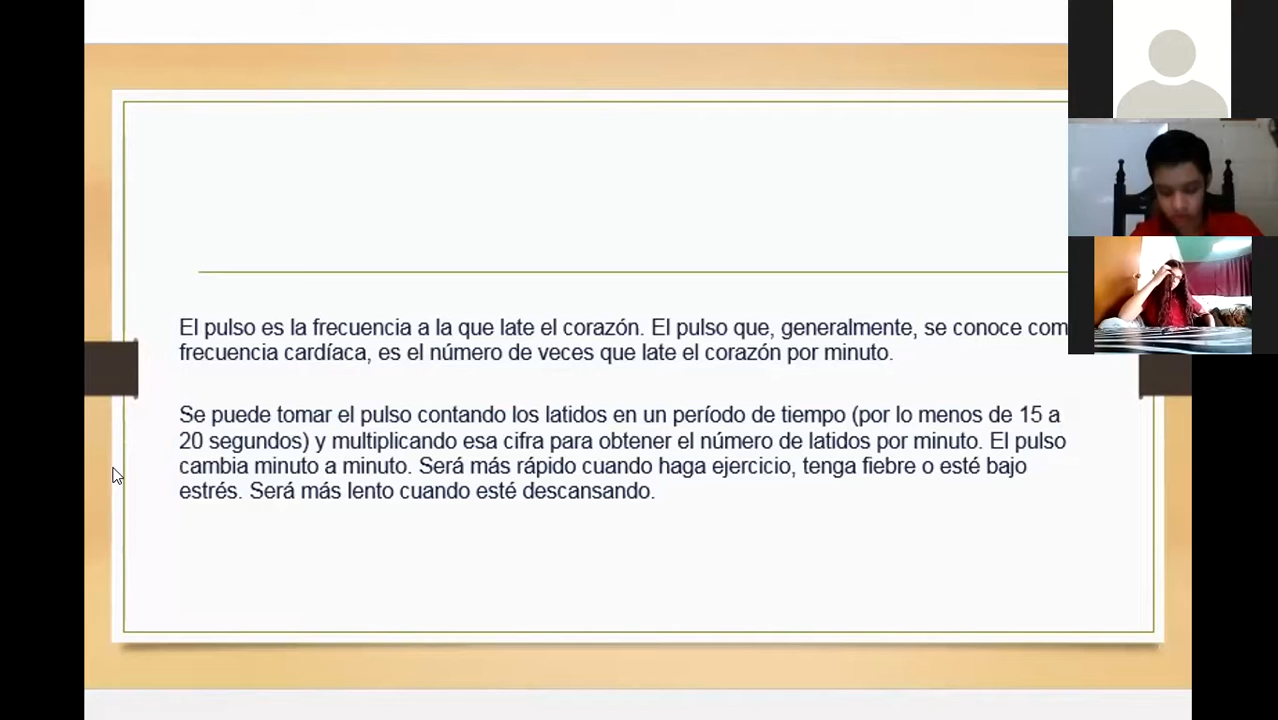 El pulso es la frecuencia a la que late el corazón. El pulso que, generalmente, se conoce com
frecuencia cardíaca, es el número de veces que late el corazón por minuto.
Se puede tomar el pulso contando los latidos en un período de tiempo (por lo menos de 15 a
20 segundos) y multiplicando esa cifra para obtener el número de latidos por minuto. El pulso
cambia minuto a minuto. Será más rápido cuando haga ejercicio, tenga fiebre o esté bajo
estrés. Será más lento cuando esté descansando.